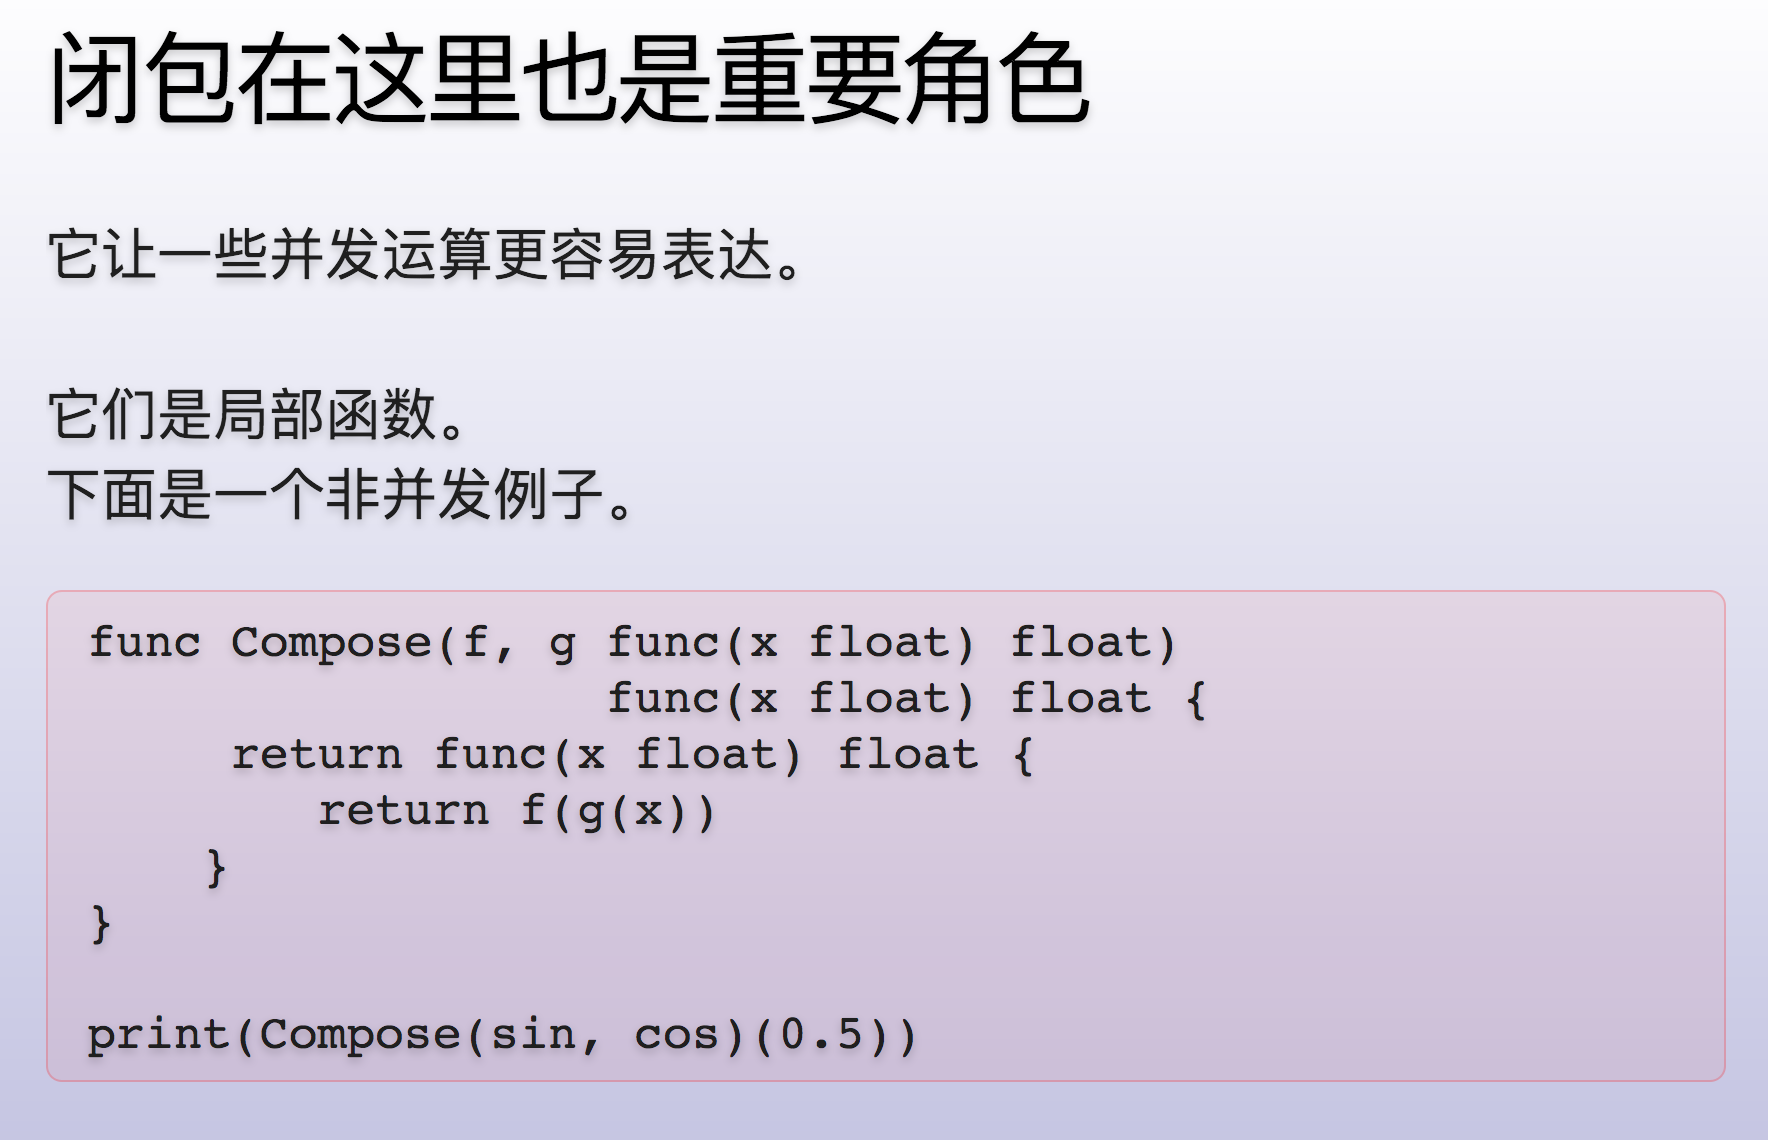 闭包在这里也是重要角色
它让一些并发运算更容易表达。
它们是局部函数。
下面是一个非并发例子。
func Compose(f, g func(x float) float)
                  func(x float) float {
     return func(x float) float {
        return f(g(x))
    }
}
print(Compose(sin, cos)(0.5))